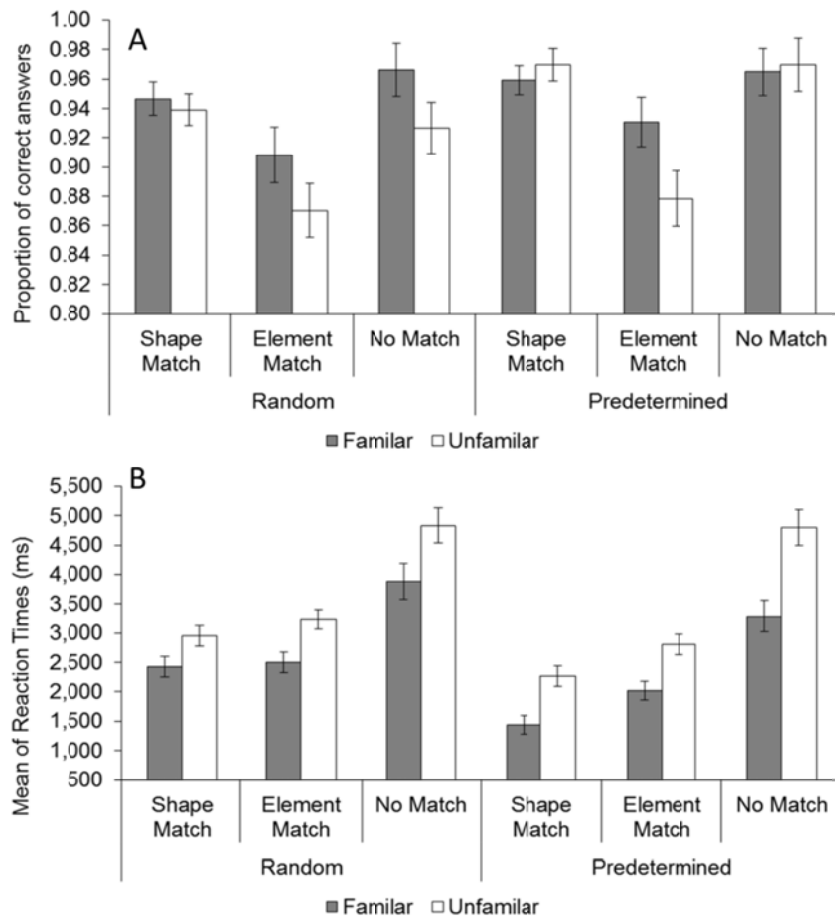 A
Proportion of correct answers
1.00
0.98
0.96
0.94
0.92
0.90
0.88
0.86
0.84
0.82
0.80
Shape Match
Element Match
No Match
Shape Match
Element Match
No Match
Random
Predetermined
Familar
Unfamilar
B
Mean of Reaction Times (ms)
5,500
5,000
4,500
4,000
3,500
3,000
2,500
2,000
1,500
1,000
500
Shape Match
Element Match
No Match
Shape Match
Element Match
No Match
Random
Predetermined
Familar
Unfamilar